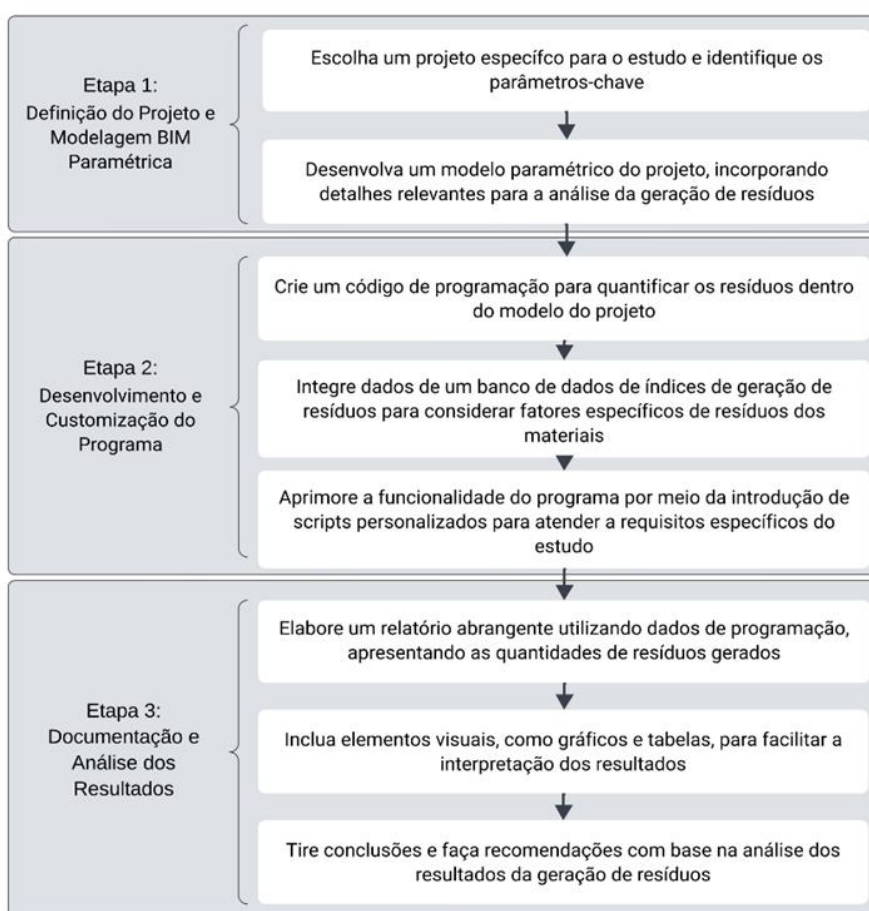 Etapa 1:
Definição do Projeto e
Modelagem BIM
Paramétrica
Escolha um projeto específco para o estudo e identifique os
parâmetros-chave
Desenvolva um modelo paramétrico do projeto, incorporando
detalhes relevantes para a análise da geração de resíduos
Etapa 2:
Desenvolvimento e
Customização do
Programa
Crie um código de programação para quantificar os resíduos dentro
do modelo do projeto
Integre dados de um banco de dados de índices de geração de
resíduos para considerar fatores específicos de resíduos dos
materiais
Aprimore a funcionalidade do programa por meio da introdução de
scripts personalizados para atender a requisitos específicos do
estudo
Etapa 3:
Documentação e
Análise dos
Resultados
Elabore um relatório abrangente utilizando dados de programação,
apresentando as quantidades de resíduos gerados
Inclua elementos visuais, como gráficos e tabelas, para facilitar a
interpretação dos resultados
Tire conclusões e faça recomendações com base na análise dos
resultados da geração de resíduos